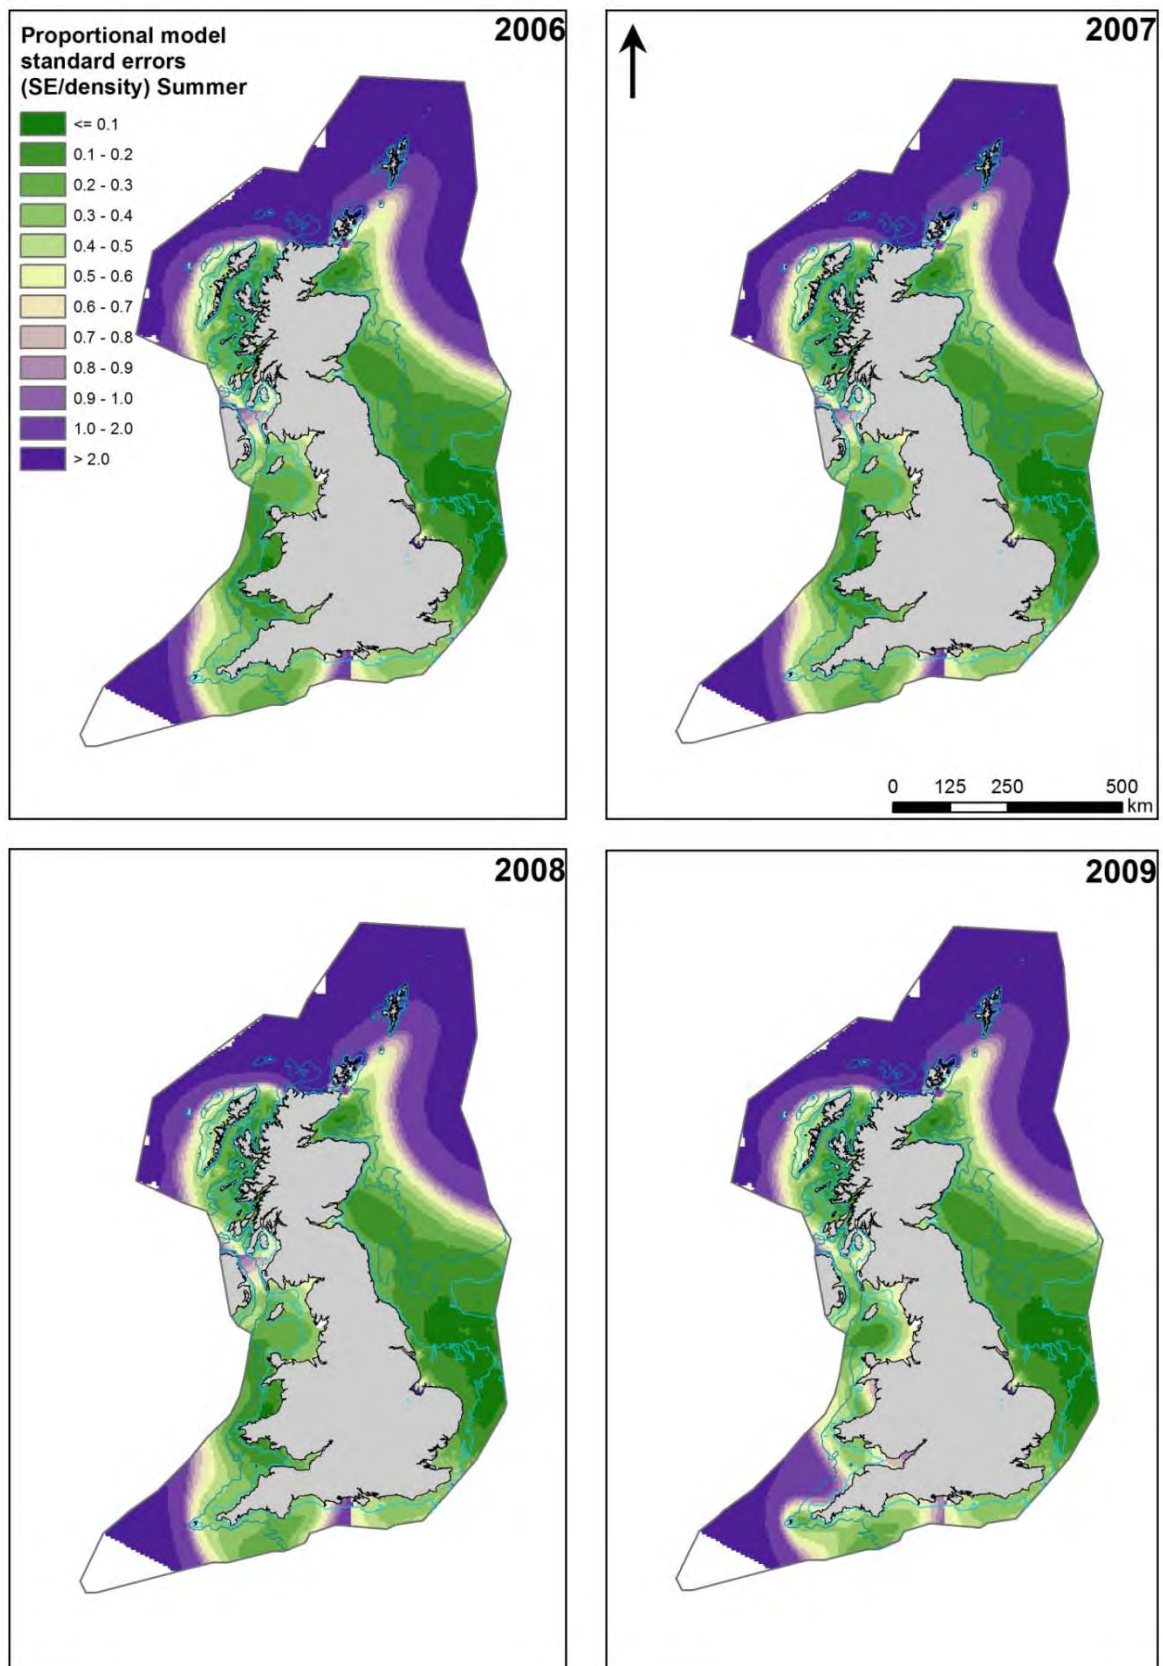 2006
Proportional model
standard errors
(SE/density) Summer
<= 0.1
0.1 - 0.2
0.2 - 0.3
0.3 - 0.4
0.4 - 0.5
0.5 - 0.6
0.6 - 0.7
0.7 - 0.8
0.8 - 0.9
0.9 - 1.0
1.0 - 2.0
> 2.0
2007
0 125 250 500
km
2008
2009